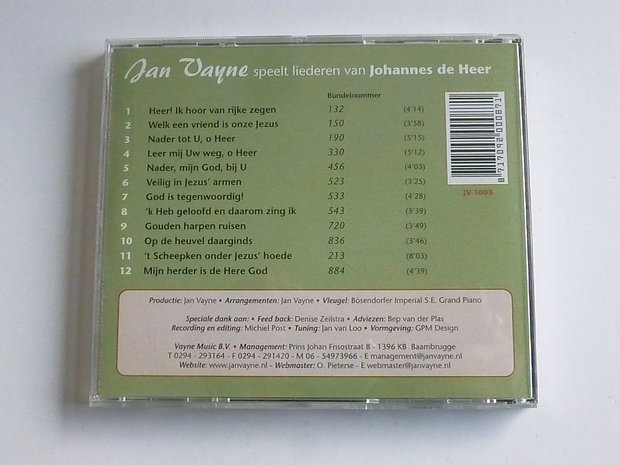 Jan Vayne speelt liederen van Johannes de Heer
Bundelnummer
1 Heer! Ik hoor van rijke zegen 132 (4'14)
2 Welk een vriend is onze Jezus 150 (3'58)
3 Nader tot U, o Heer 190 (5'15)
4 Leer mij Uw weg, o Heer 330 (5'12)
5 Nader, mijn God, bij U 456 (4'03)
6 Veilig in Jezus' armen 523 (3'25)
7 God is tegenwoordig! 533 (4'28)
8 'k Heb geloofd en daarom zing ik 543 (3'39)
9 Gouden harpen ruisen 720 (3'49)
10 Op de heuvel daarginds 836 (3'46)
11 't Scheepken onder Jezus' hoede 213 (8'03)
12 Mijn herder is de Here God 884 (4'39)
8 717092 000871
JV-1003
Productie: Jan Vayne • Arrangementen: Jan Vayne • Vleugel: Bösendorfer Imperial S.E. Grand Piano
Speciale dank aan: • Feed back: Denise Zeilstra • Adviezen: Bep van der Plas
Recording en editing: Michiel Post • Tuning: Jan van Loo • Vormgeving: GPM Design
Vayne Music B.V. • Management: Prins Johan Frisostraat 8 - 1396 KB Baambrugge
T 0294 - 293164 - F 0294 - 291420 - M 06 - 54973966 - E management@janvayne.nl
Website: www.janvayne.nl - Webmaster: O. Pieterse - E webmaster@janvayne.nl